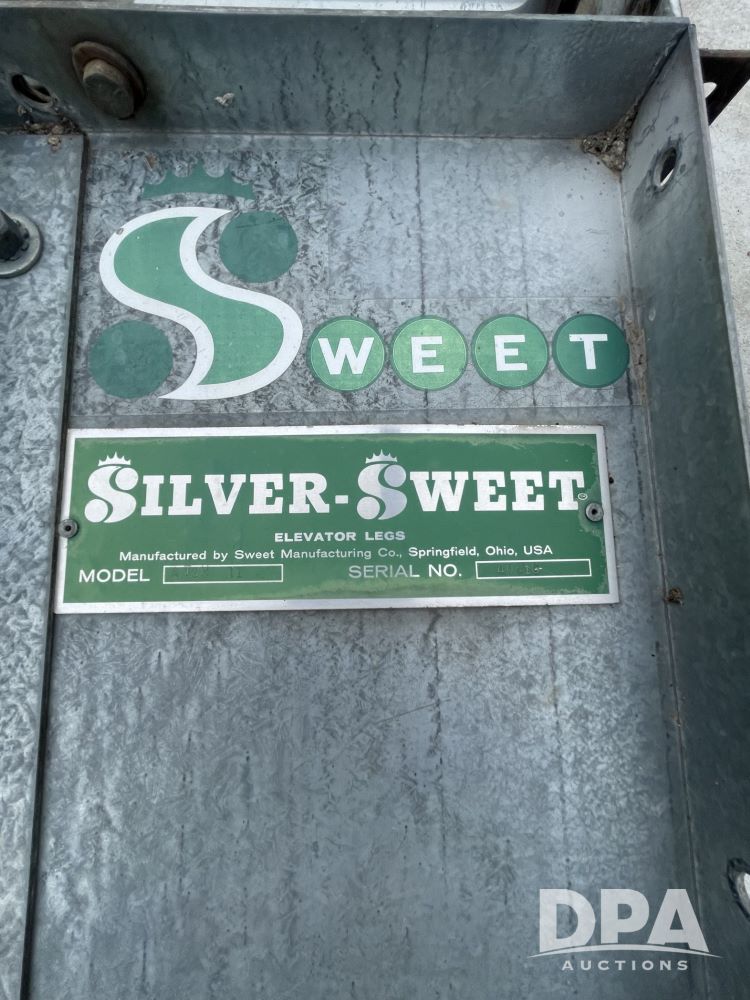 SWEET
SILVER-SWEET
ELEVATOR LEGS
Manufactured by Sweet Manufacturing Co., Springfield, Ohio, USA
MODEL SERIAL NO.
DPA
AUCTIONS